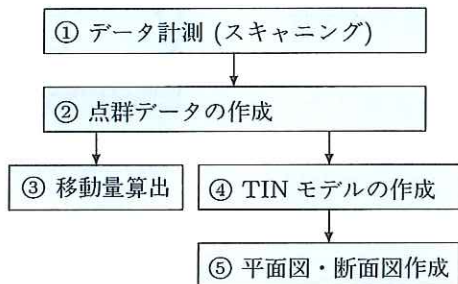 ① データ計測 (スキャニング)
② 点群データの作成
③ 移動量算出
④ TIN モデルの作成
⑤ 平面図・断面図作成